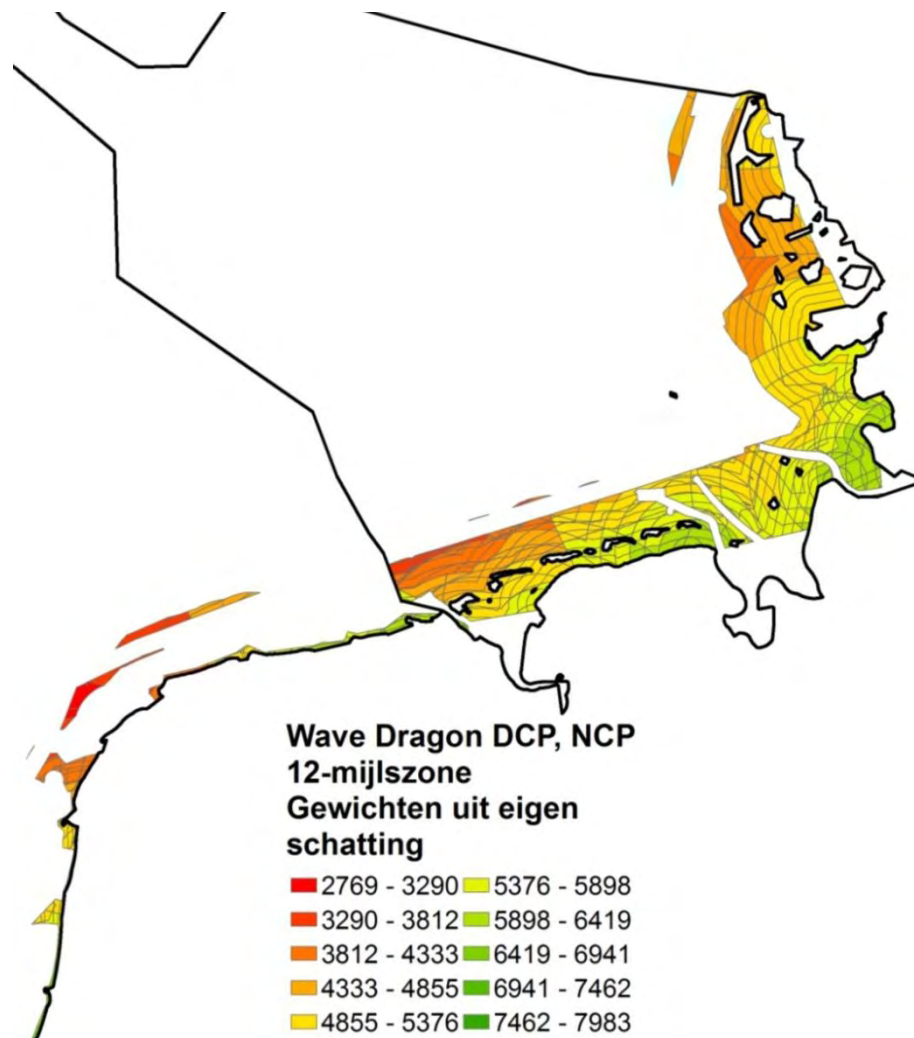 Wave Dragon DCP, NCP
12-mijlszone
Gewichten uit eigen
schatting
2769 - 3290
3290 - 3812
3812 - 4333
4333 - 4855
4855 - 5376
5376 - 5898
5898 - 6419
6419 - 6941
6941 - 7462
7462 - 7983